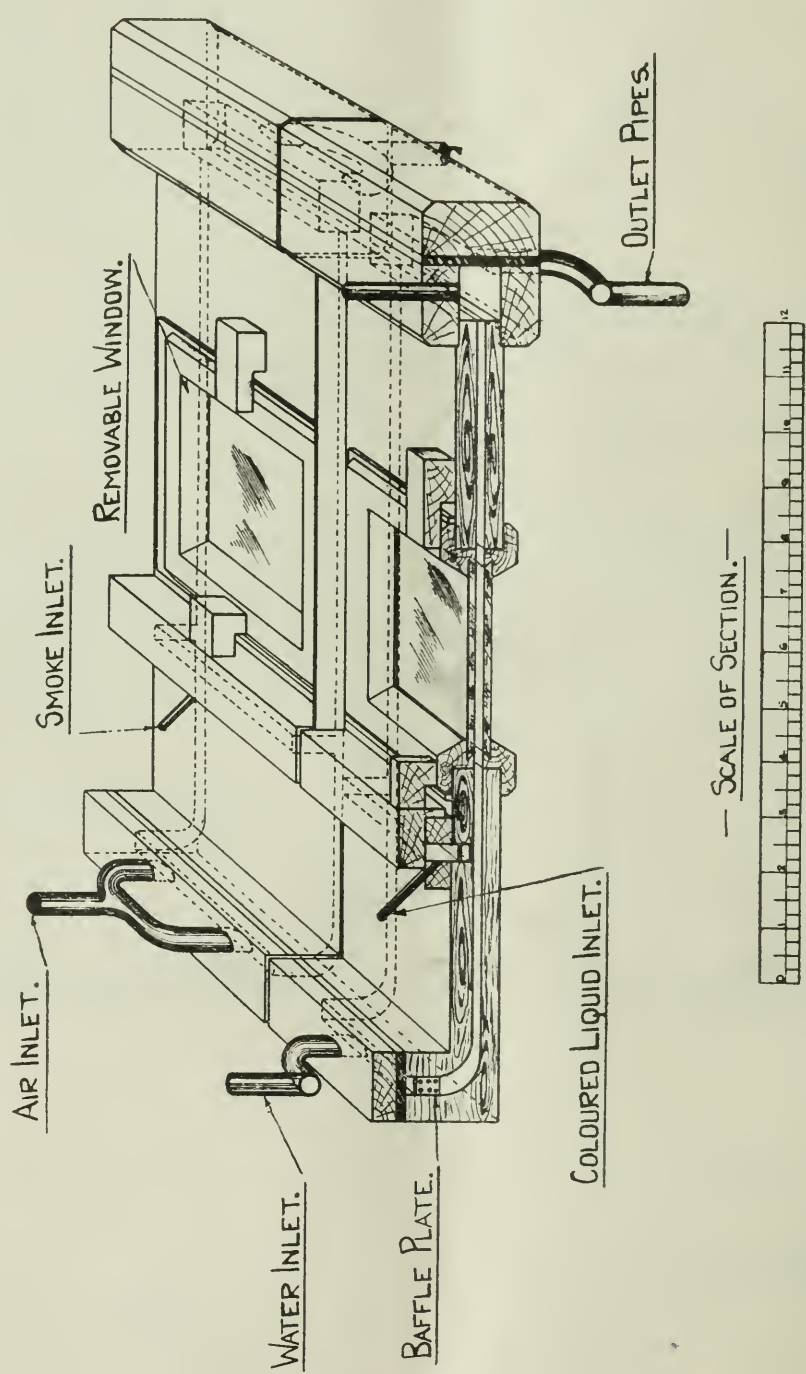 AIR INLET.
SMOKE INLET.
REMOVABLE WINDOW.
WATER INLET.
BAFFLE PLATE.
COLOURED LIQUID INLET.
OUTLET PIPES.
— SCALE OF SECTION. —
0 1 2 3 4 5 6 7 8 9 10 11 12